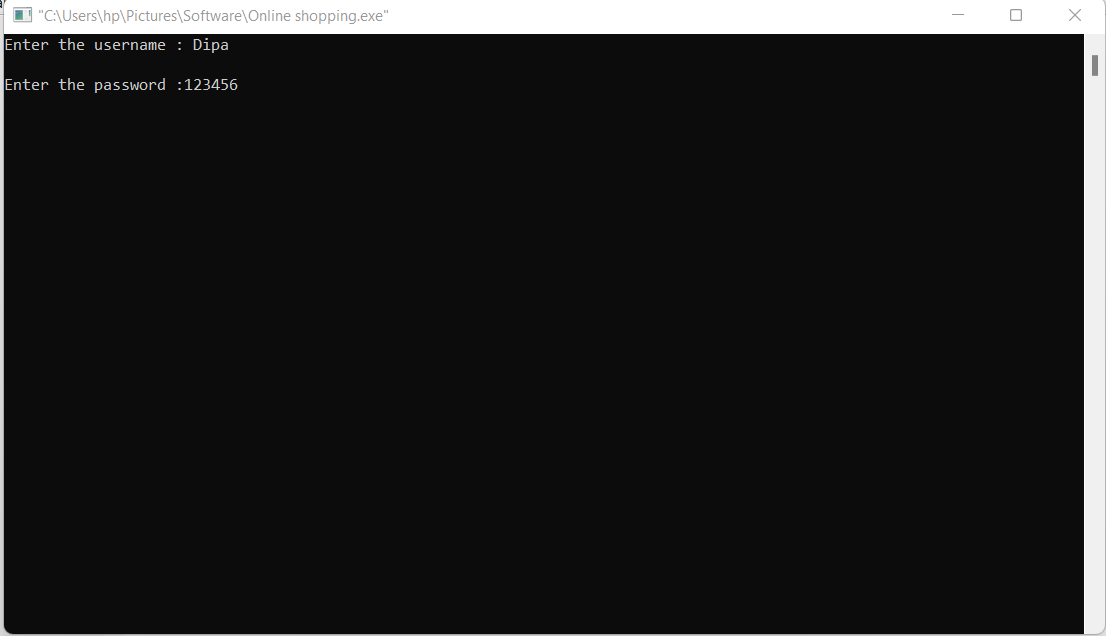 "C:\Users\hp\Pictures\Software\Online shopping.exe"
Enter the username : Dipa
Enter the password :123456